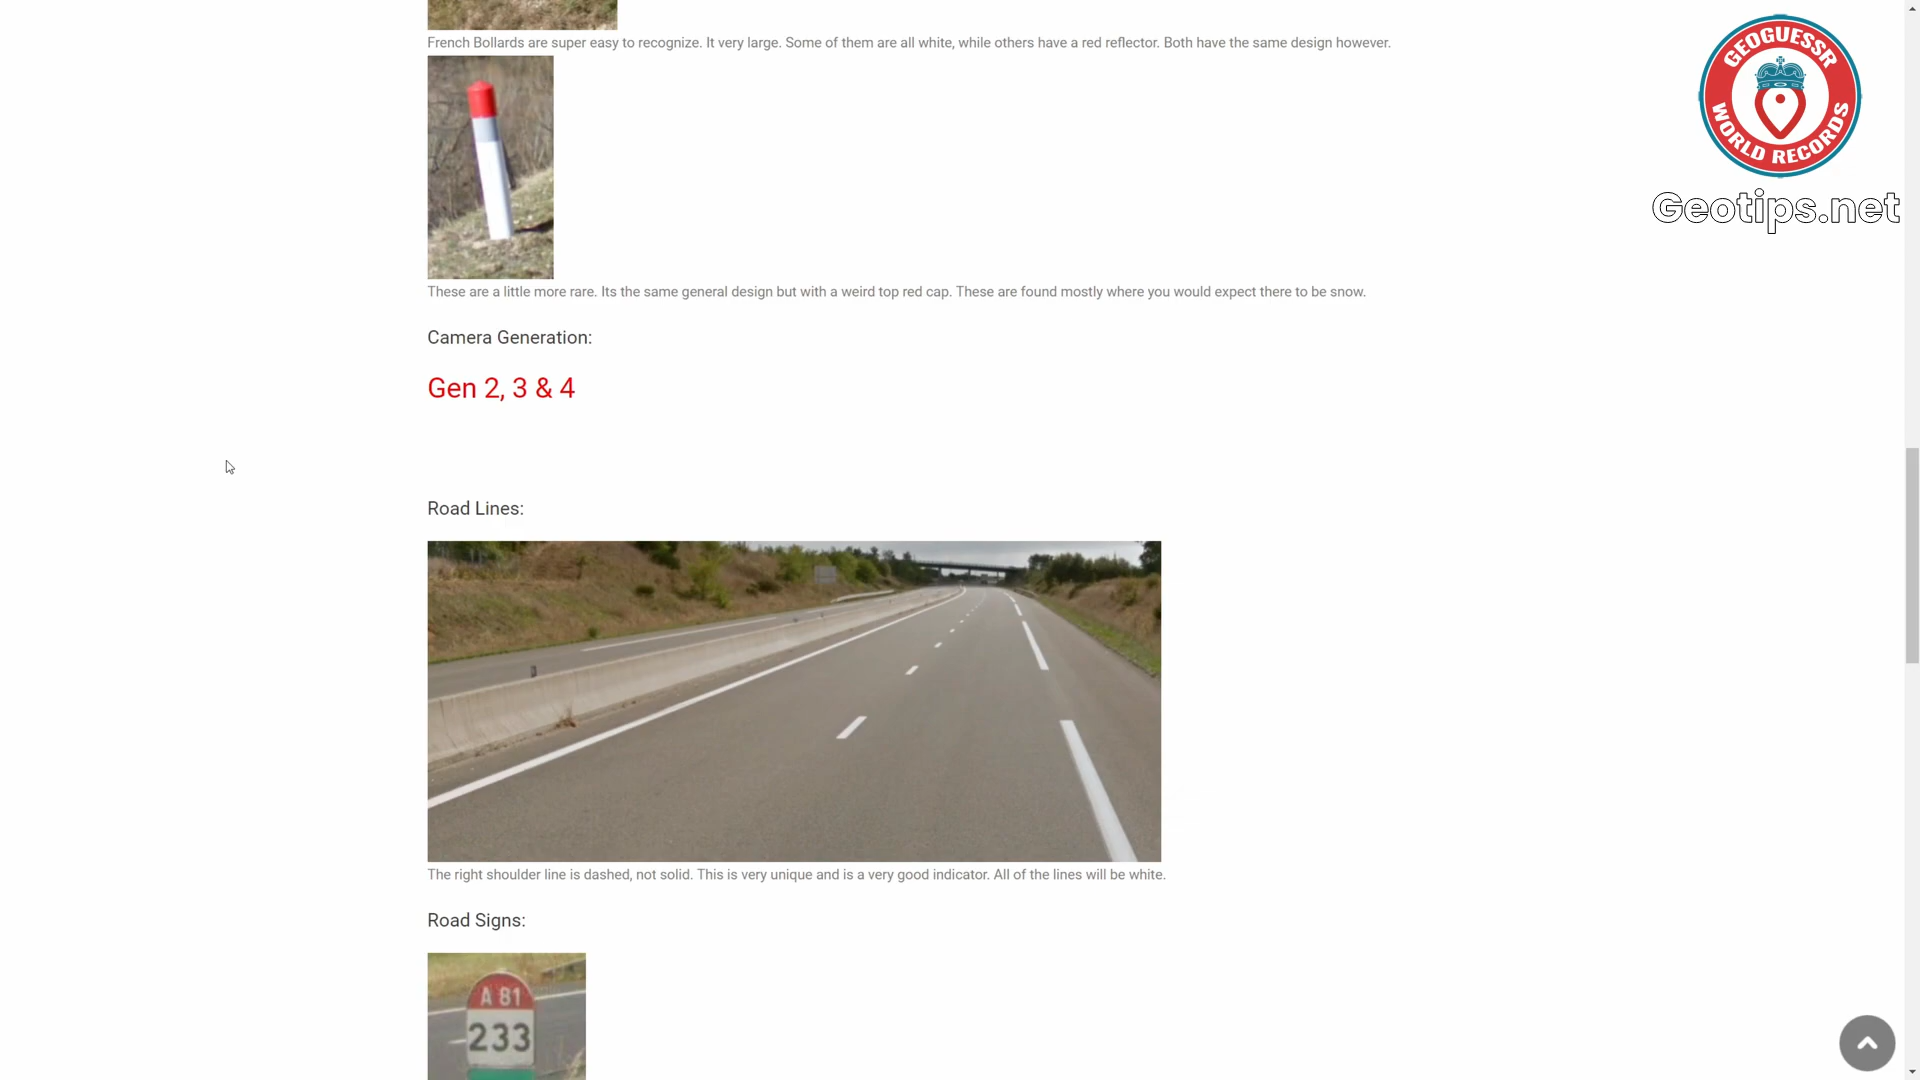 French Bollards are super easy to recognize. It very large. Some of them are all white, while others have a red reflector. Both have the same design however.
GEOGUESSR
WORLD RECORDS
Geotips.net
These are a little more rare. Its the same general design but with a weird top red cap. These are found mostly where you would expect there to be snow.
Camera Generation:
Gen 2, 3 & 4
Road Lines:
The right shoulder line is dashed, not solid. This is very unique and is a very good indicator. All of the lines will be white.
Road Signs:
A 81
233